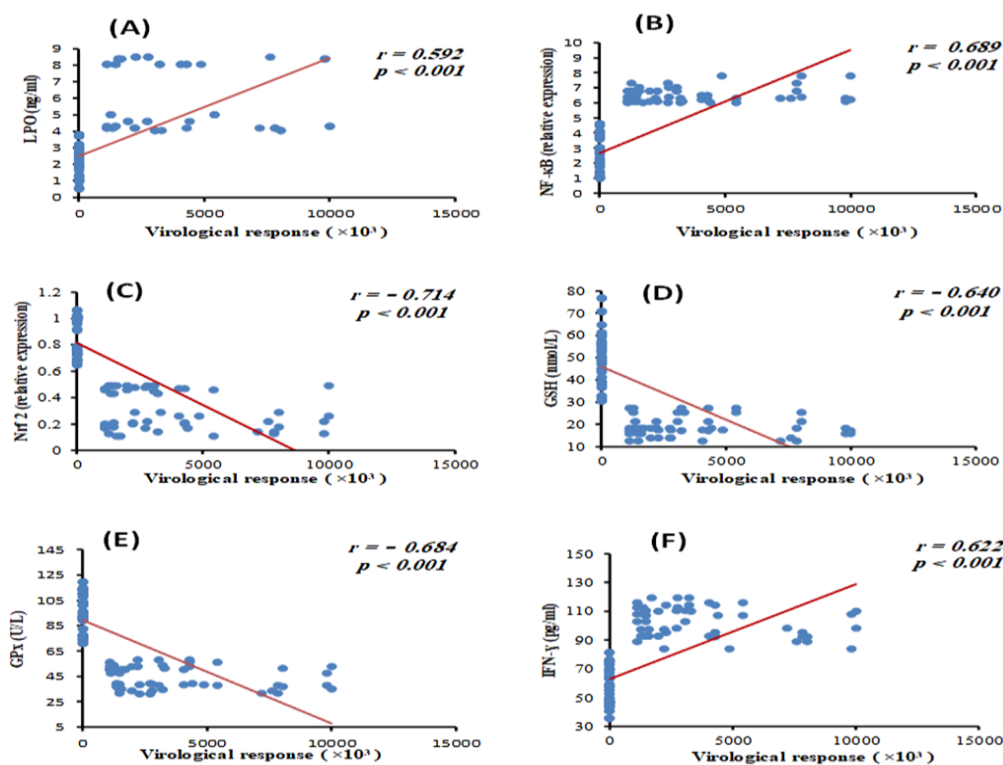 (A)
r = 0.592
p < 0.001
LPO (ng/ml)
9
8
7
6
5
4
3
2
1
0
0 5000 10000 15000
Virological response (×10³)
(B)
r = 0.689
p < 0.001
NF-κB (relative expression)
10
9
8
7
6
5
4
3
2
1
0
0 5000 10000 15000
Virological response (×10³)
(C)
r = – 0.714
p < 0.001
Nrf 2 (relative expression)
1.2
1
0.8
0.6
0.4
0.2
0
0 5000 10000 15000
Virological response (×10³)
(D)
r = – 0.640
p < 0.001
GSH (nmol/L)
80
70
60
50
40
30
20
10
0 5000 10000 15000
Virological response (×10³)
(E)
r = – 0.684
p < 0.001
GPx (U/L)
145
125
105
85
65
45
25
5
0 5000 10000 15000
Virological response (×10³)
(F)
r = 0.622
p < 0.001
IFN-γ (pg/ml)
150
130
110
90
70
50
30
0 5000 10000 15000
Virological response (×10³)